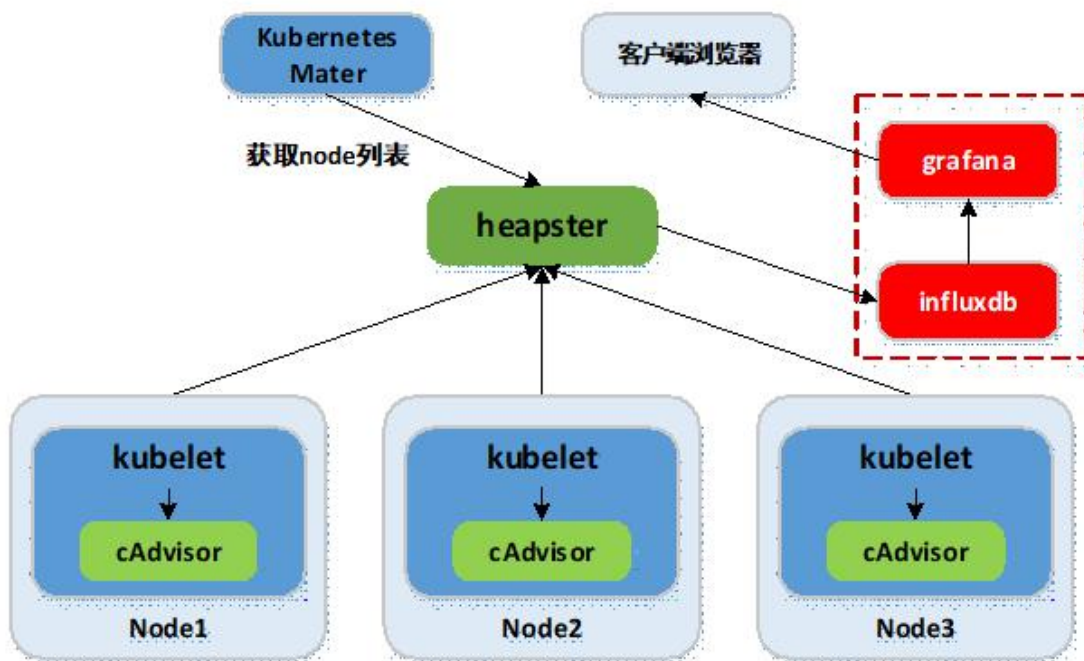 Kubernetes
Mater
客户端浏览器
获取node列表
grafana
heapster
influxdb
kubelet
kubelet
kubelet
cAdvisor
cAdvisor
cAdvisor
Node1
Node2
Node3